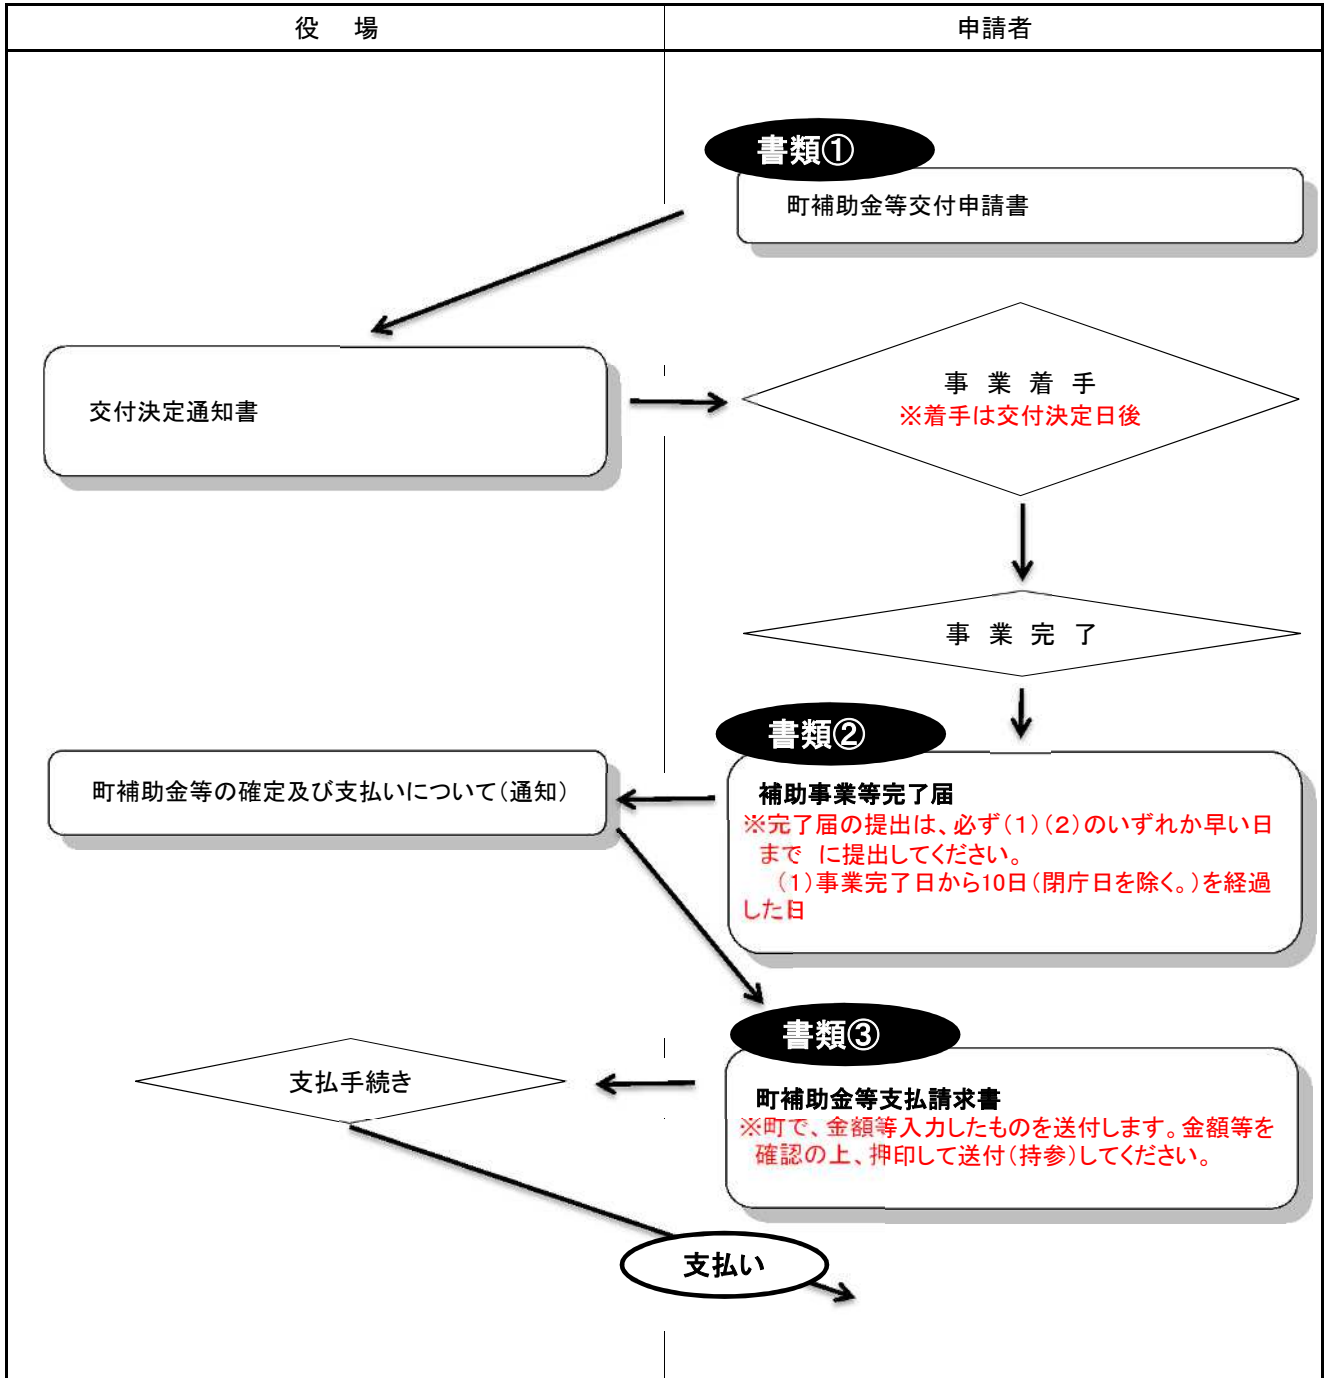 役　場
申請者
書類①
町補助金等交付申請書
交付決定通知書
事 業 着 手
※着手は交付決定日後
事 業 完 了
書類②
補助事業等完了届
※完了届の提出は、必ず(1)(2)のいずれか早い日
まで に提出してください。
(1)事業完了日から10日(閉庁日を除く。)を経過
した日
町補助金等の確定及び支払いについて(通知)
書類③
町補助金等支払請求書
※町で、金額等入力したものを送付します。金額等を
確認の上、押印して送付(持参)してください。
支払手続き
支払い